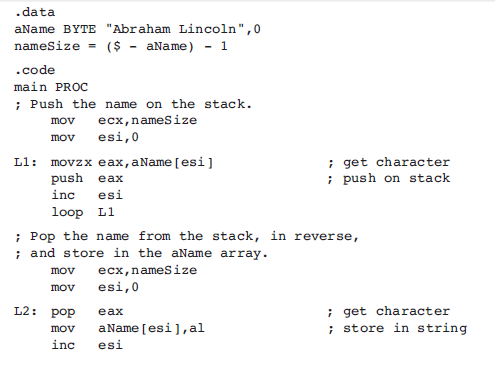 .data
aName BYTE "Abraham Lincoln",0
nameSize = ($ - aName) - 1
.code
main PROC
; Push the name on the stack.
mov ecx,nameSize
mov esi,0
L1: movzx eax,aName[esi] ; get character
push eax ; push on stack
inc esi
loop L1
; Pop the name from the stack, in reverse,
; and store in the aName array.
mov ecx,nameSize
mov esi,0
L2: pop eax ; get character
mov aName[esi],al ; store in string
inc esi